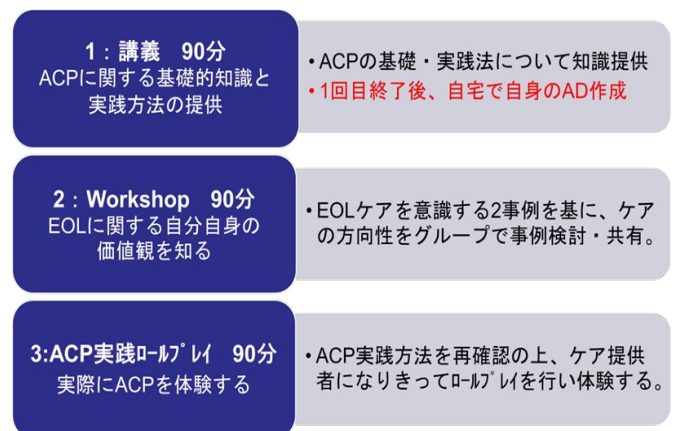 1：講義　90分
ACPに関する基礎的知識と
実践方法の提供
•ACPの基礎・実践法について知識提供
•1回目終了後、自宅で自身のAD作成
2：Workshop　90分
EOLに関する自分自身の
価値観を知る
•EOLケアを意識する2事例を基に、ケア
の方向性をグループで事例検討・共有。
3:ACP実践ﾛｰﾙﾌﾟﾚｲ　90分
実際にACPを体験する
•ACP実践方法を再確認の上、ケア提供
者になりきってﾛｰﾙﾌﾟﾚｲを行い体験する。